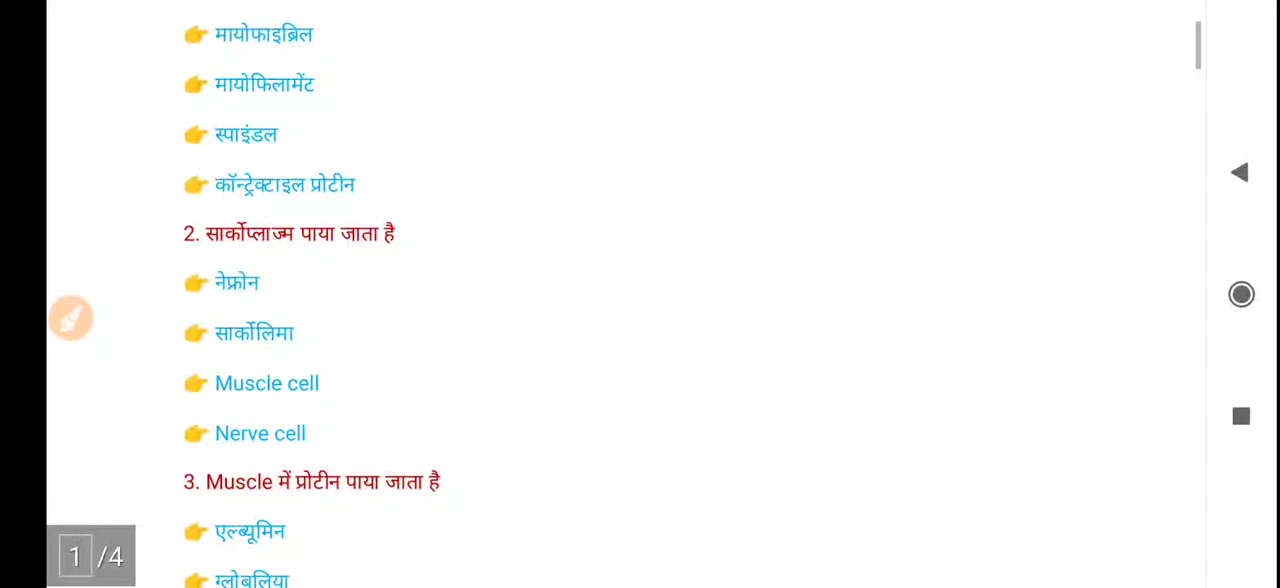 👉 मायोफाइब्रिल
👉 मायोफिलामेंट
👉 स्पाइंडल
👉 कॉन्ट्रेक्टाइल प्रोटीन
2. सार्कोप्लाज्म पाया जाता है
👉 नेफ्रोन
👉 सार्कोलिमा
👉 Muscle cell
👉 Nerve cell
3. Muscle में प्रोटीन पाया जाता है
👉 एल्ब्यूमिन
👉 ग्लोबुलिया
1 /4